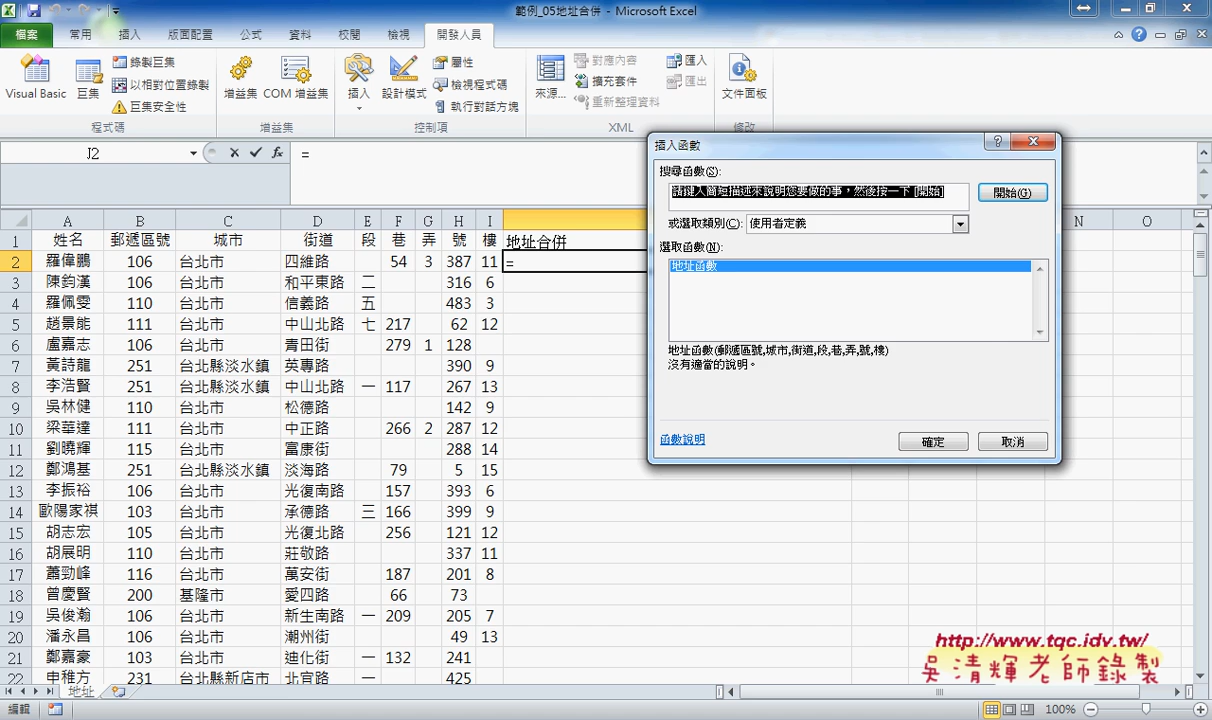 範例_05地址合併 - Microsoft Excel
檔案 常用 插入 版面配置 公式 資料 校閱 檢視 開發人員
Visual Basic 巨集 錄製巨集 以相對位置錄製 巨集安全性 程式碼
增益集 COM 增益集 增益集
插入 設計模式 屬性 檢視程式碼 執行對話方塊 控制項
來源... 對應內容 擴充套件 重新整理資料 匯入 匯出 XML
文件面板 修改
J2 fx =
A B C D E F G H I N O
1 姓名 郵遞區號 城市 街道 段 巷 弄 號 樓 地址合併
2 羅偉鵬 106 台北市 四維路 54 3 387 11 =
3 陳鈞漢 106 台北市 和平東路 二 316 6
4 羅佩雯 110 台北市 信義路 五 483 3
5 趙景能 111 台北市 中山北路 七 217 62 12
6 盧嘉志 106 台北市 青田街 279 1 128
7 黃詩龍 251 台北縣淡水鎮 英專路 390 9
8 李浩賢 251 台北縣淡水鎮 中山北路 一 117 267 13
9 吳林健 110 台北市 松德路 142 9
10 梁華達 111 台北市 中正路 266 2 287 12
11 劉曉輝 115 台北市 富康街 288 14
12 鄭鴻基 251 台北縣淡水鎮 淡海路 79 5 15
13 李振裕 106 台北市 光復南路 157 393 6
14 歐陽家祺 103 台北市 承德路 三 166 399 9
15 胡志宏 105 台北市 光復北路 256 121 12
16 胡展明 110 台北市 莊敬路 337 11
17 蕭勁峰 116 台北市 萬安街 187 201 8
18 曾慶賢 200 基隆市 愛四路 66 73
19 吳俊瀚 106 台北市 新生南路 一 209 205 7
20 潘永昌 106 台北市 潮州街 49 13
21 鄭嘉豪 103 台北市 迪化街 一 132 241
22 申稚方 231 台北縣新店市 北宜路 一 425
插入函數
搜尋函數(S):
請鍵入簡短描述來說明您要做的事，然後按一下 [開始]
開始(G)
或選取類別(C): 使用者定義
選取函數(N):
地址函數
地址函數(郵遞區號,城市,街道,段,巷,弄,號,樓)
沒有適當的說明。
函數說明 確定 取消
http://www.tqc.idv.tw/
吳清輝老師錄製
地址
編輯 100%